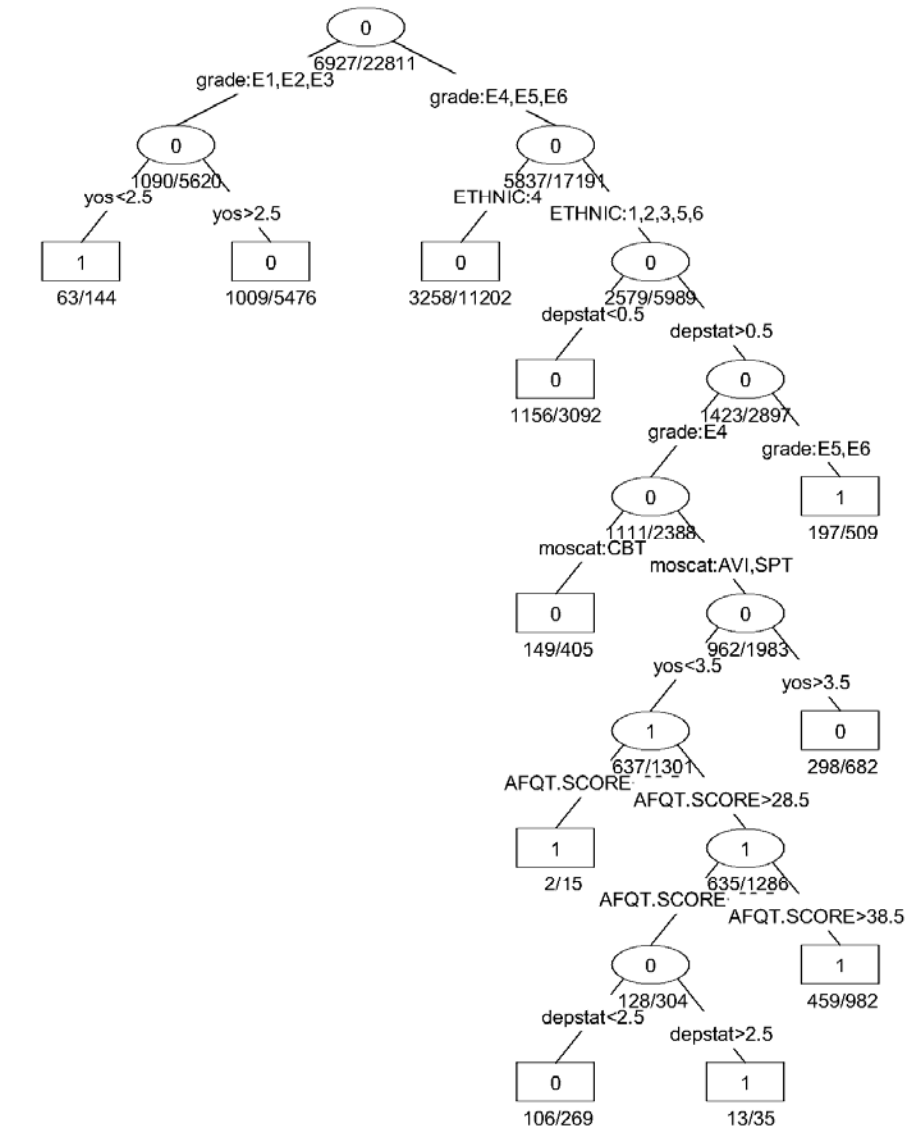 0
6927/22811
grade:E1,E2,E3
grade:E4,E5,E6
0
0
1090/5620
5837/17191
yos<2.5
ETHNIC:4
yos>2.5
ETHNIC:1,2,3,5,6
1
0
0
0
63/144
1009/5476
3258/11202
2579/5989
depstat<0.5
depstat>0.5
0
0
1156/3092
1423/2897
grade:E4
grade:E5,E6
0
1
1111/2388
197/509
moscat:CBT
moscat:AVI,SPT
0
0
149/405
962/1983
yos<3.5
yos>3.5
1
0
637/1301
298/682
AFQT.SCORE
AFQT.SCORE>28.5
1
1
2/15
635/1286
AFQT.SCORE
AFQT.SCORE>38.5
0
1
128/304
459/982
depstat<2.5
depstat>2.5
0
1
106/269
13/35